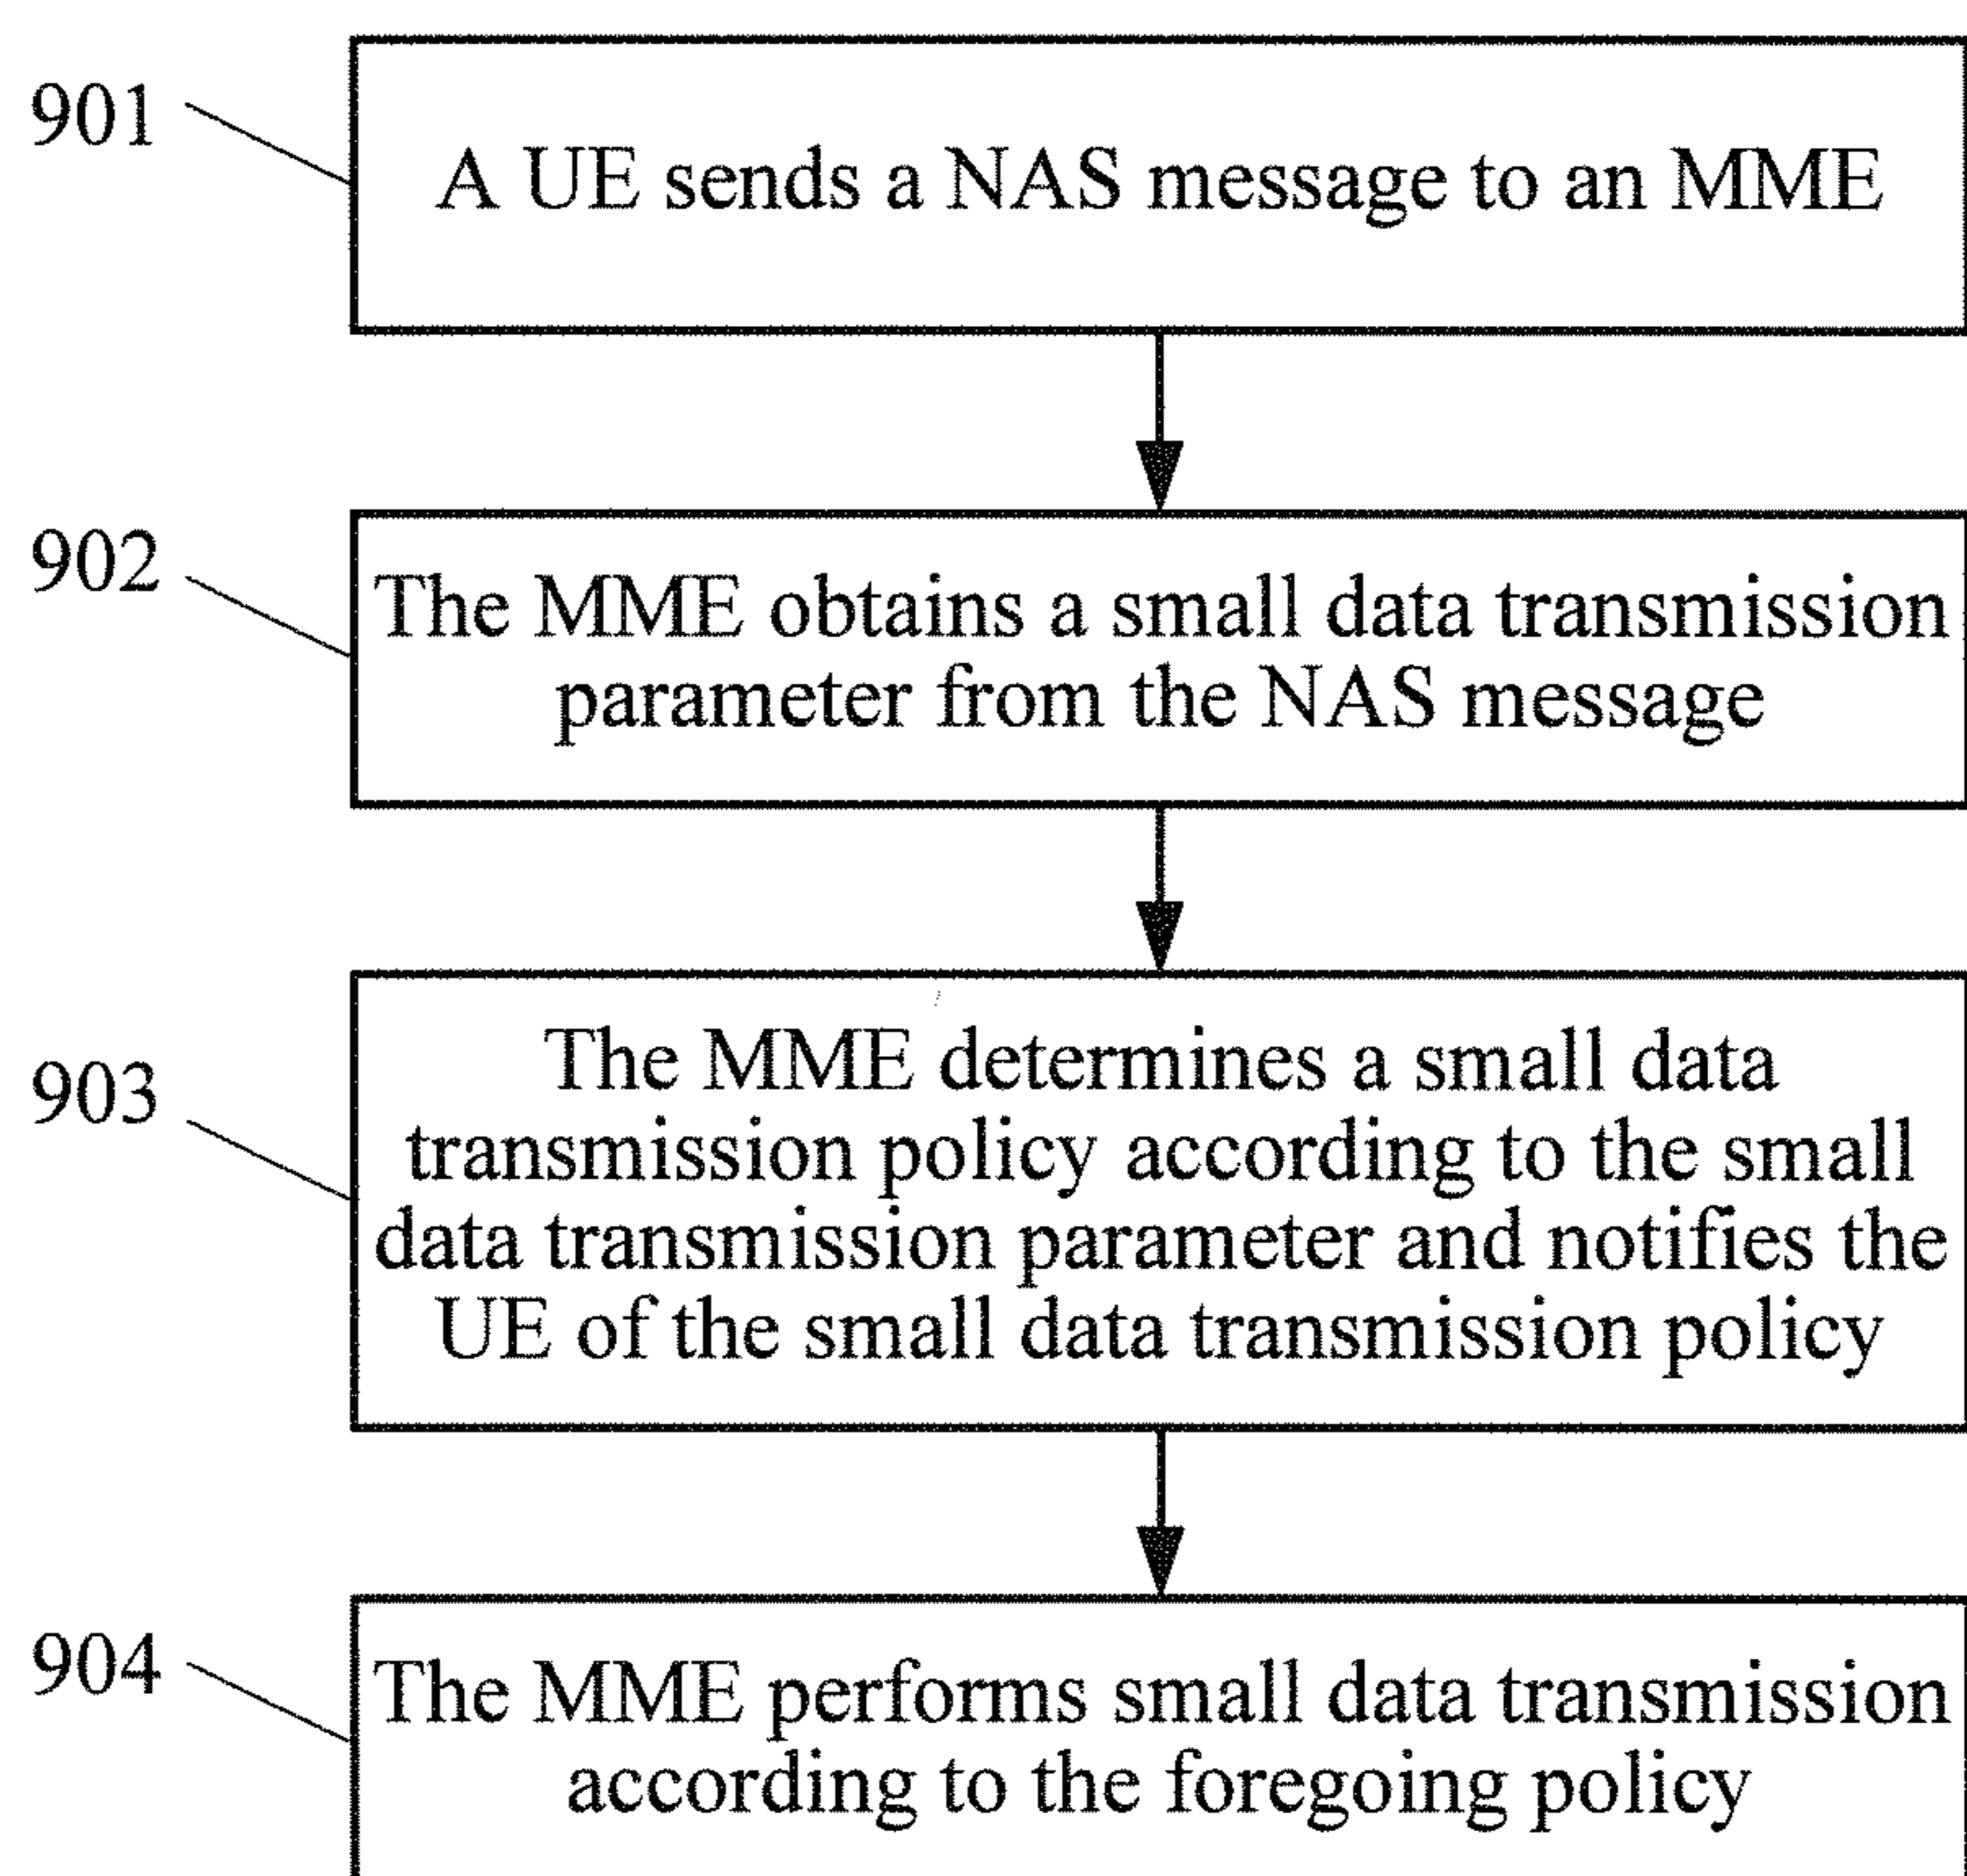 901
A UE sends a NAS message to an MME
902
The MME obtains a small data transmission
parameter from the NAS message
903
The MME determines a small data
transmission policy according to the small
data transmission parameter and notifies the
UE of the small data transmission policy
904
The MME performs small data transmission
according to the foregoing policy